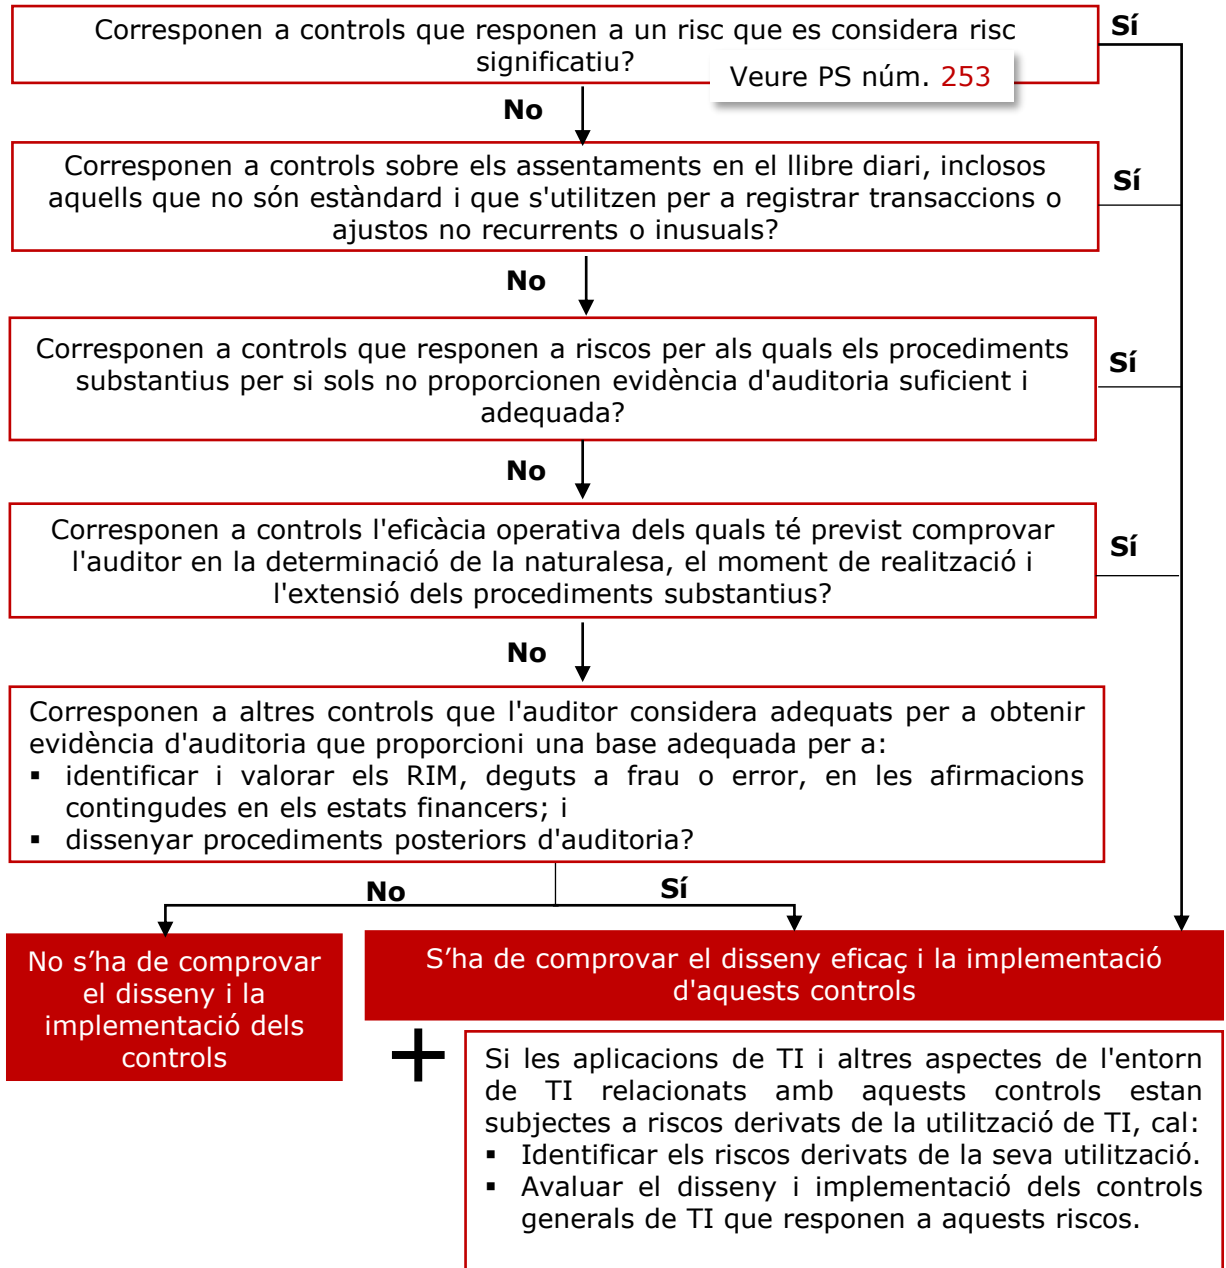 Corresponen a controls que responen a un risc que es considera risc
significatiu?
Sí
Veure PS núm. 253
No
Corresponen a controls sobre els assentaments en el llibre diari, inclosos
aquells que no són estàndard i que s'utilitzen per a registrar transaccions o
ajustos no recurrents o inusuals?
Sí
No
Corresponen a controls que responen a riscos per als quals els procediments
substantius per si sols no proporcionen evidència d'auditoria suficient i
adequada?
Sí
No
Corresponen a controls l'eficàcia operativa dels quals té previst comprovar
l'auditor en la determinació de la naturalesa, el moment de realització i
l'extensió dels procediments substantius?
Sí
No
Corresponen a altres controls que l'auditor considera adequats per a obtenir
evidència d'auditoria que proporcioni una base adequada per a:
▪ identificar i valorar els RIM, deguts a frau o error, en les afirmacions
contingudes en els estats financers; i
▪ dissenyar procediments posteriors d'auditoria?
No
Sí
No s’ha de comprovar
el disseny i la
implementació dels
controls
S’ha de comprovar el disseny eficaç i la implementació
d'aquests controls
+
Si les aplicacions de TI i altres aspectes de l'entorn
de TI relacionats amb aquests controls estan
subjectes a riscos derivats de la utilització de TI, cal:
▪ Identificar els riscos derivats de la seva utilització.
▪ Avaluar el disseny i implementació dels controls
generals de TI que responen a aquests riscos.